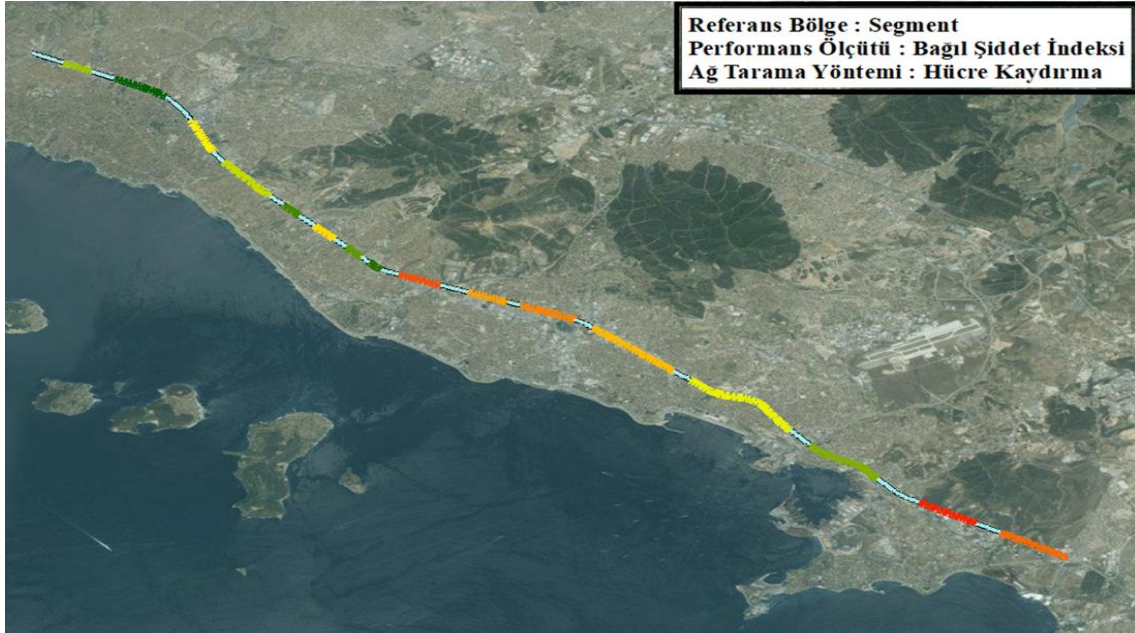 Referans Bölge : Segment
Performans Ölçütü : Bağıl Şiddet İndeksi
Ağ Tarama Yöntemi : Hücre Kaydırma